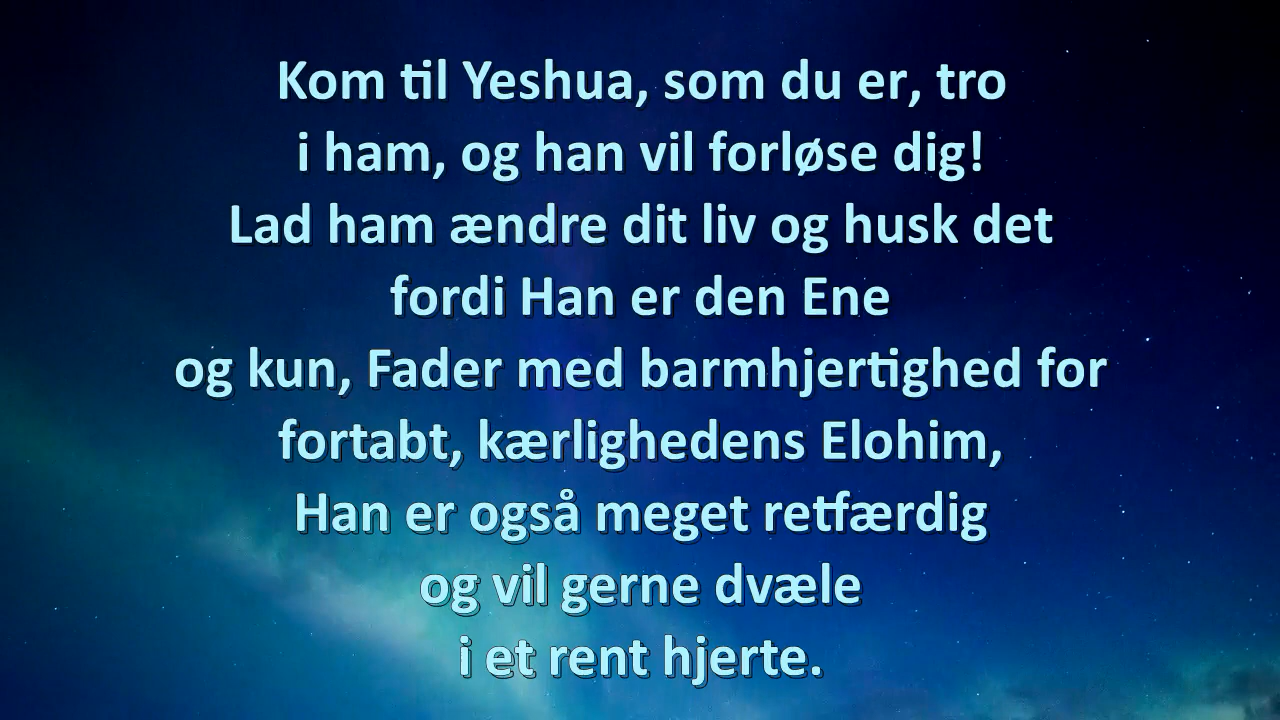 Kom til Yeshua, som du er, tro
i ham, og han vil forløse dig!
Lad ham ændre dit liv og husk det
fordi Han er den Ene
og kun, Fader med barmhjertighed for
fortabt, kærlighedens Elohim,
Han er også meget retfærdig
og vil gerne dvæle
i et rent hjerte.